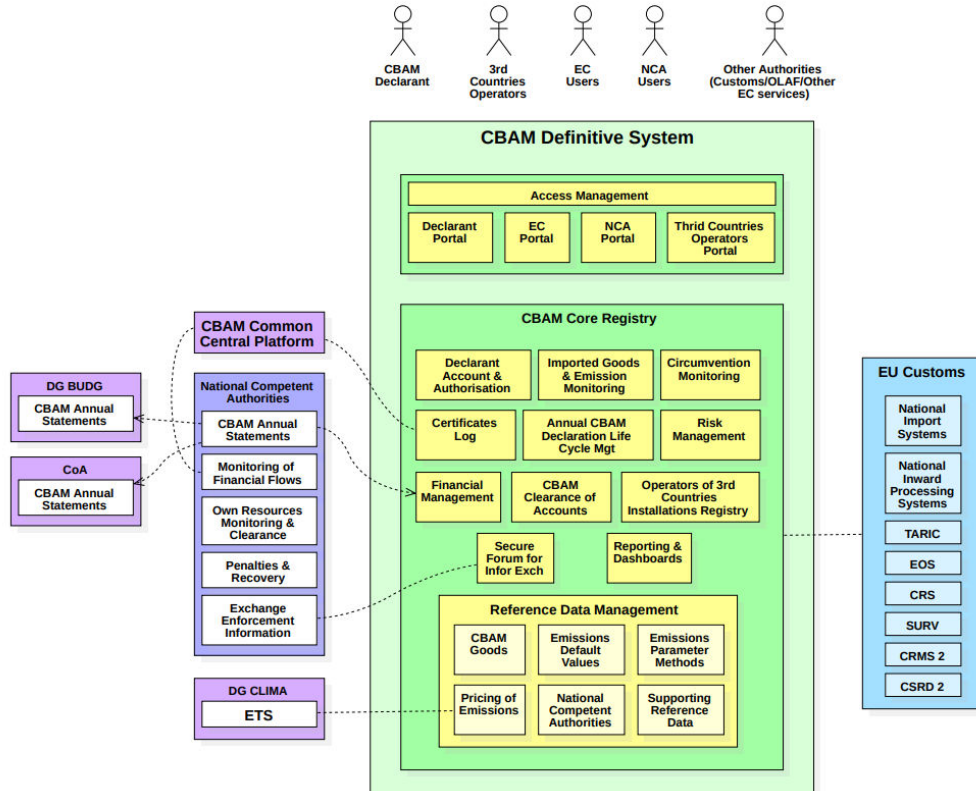 CBAM
Declarant
3rd
Countries
Operators
EC
Users
NCA
Users
Other Authorities
(Customs/OLAF/Other
EC services)
CBAM Definitive System
Access Management
Declarant
Portal
EC
Portal
NCA
Portal
Thrid Countries
Operators
Portal
CBAM Core Registry
Declarant
Account &
Authorisation
Imported Goods
& Emission
Monitoring
Circumvention
Monitoring
Certificates
Log
Annual CBAM
Declaration Life
Cycle Mgt
Risk
Management
Financial
Management
CBAM
Clearance of
Accounts
Operators of 3rd
Countries
Installations Registry
Secure
Forum for
Infor Exch
Reporting &
Dashboards
Reference Data Management
CBAM
Goods
Emissions
Default
Values
Emissions
Parameter
Methods
Pricing of
Emissions
National
Competent
Authorities
Supporting
Reference
Data
CBAM Common
Central Platform
National Competent
Authorities
CBAM Annual
Statements
Monitoring of
Financial Flows
Own Resources
Monitoring &
Clearance
Penalties &
Recovery
Exchange
Enforcement
Information
DG BUDG
CBAM Annual
Statements
CoA
CBAM Annual
Statements
DG CLIMA
ETS
EU Customs
National
Import
Systems
National
Inward
Processing
Systems
TARIC
EOS
CRS
SURV
CRMS 2
CSRD 2